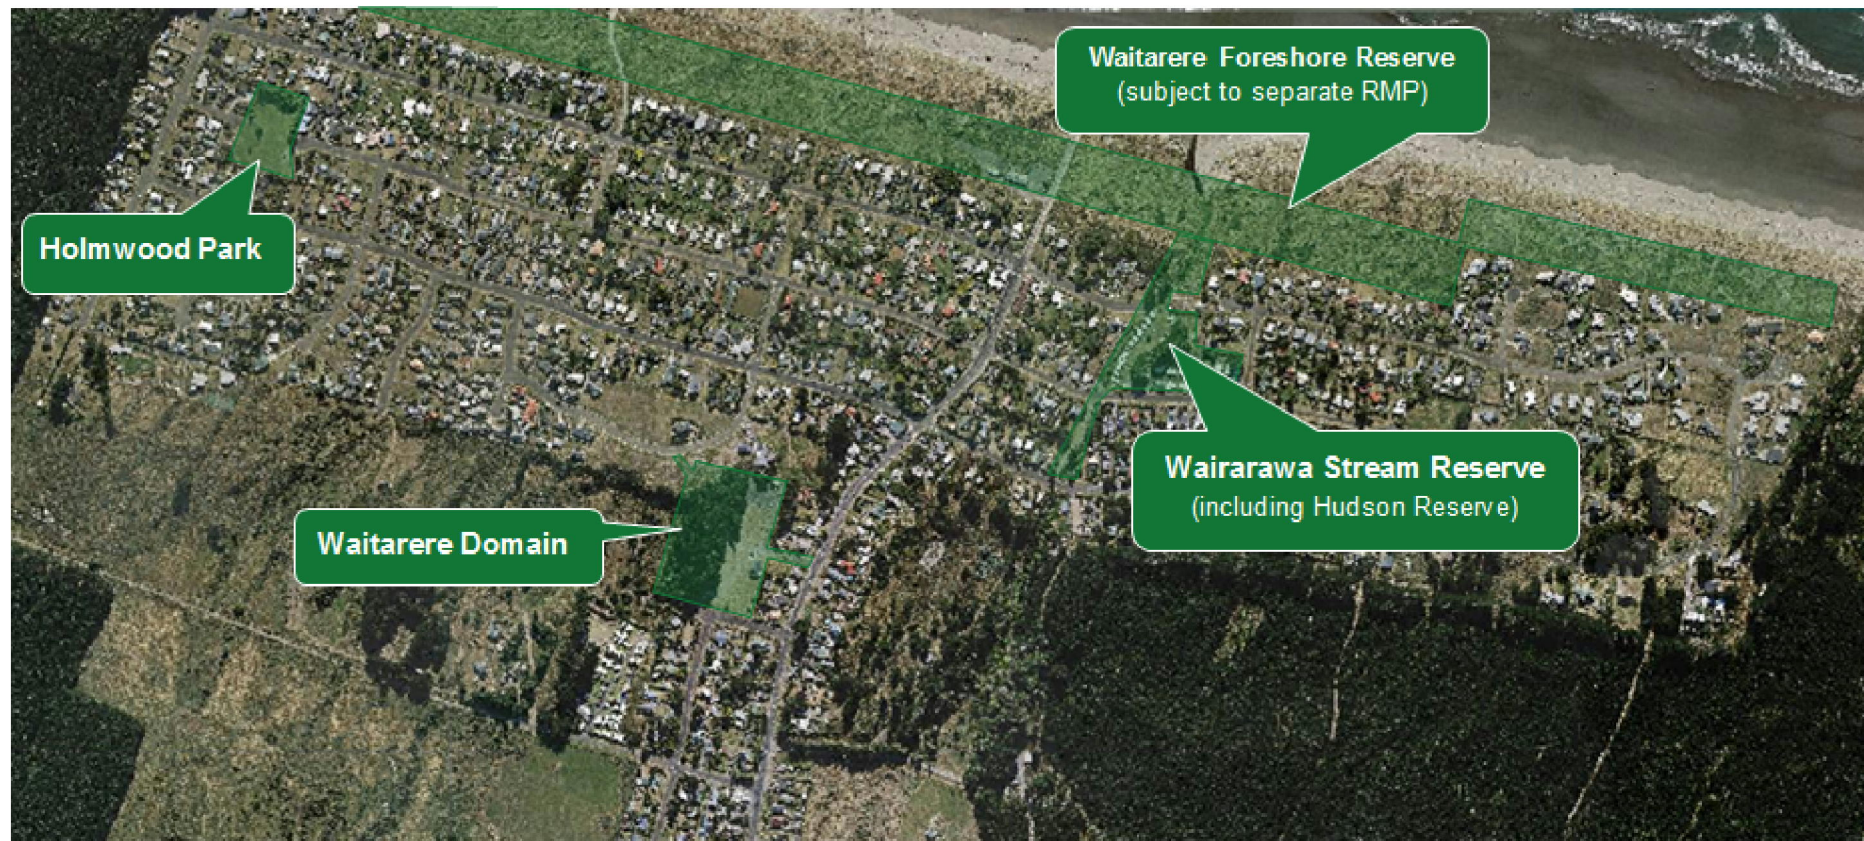 Waitarere Foreshore Reserve
(subject to separate RMP)
Holmwood Park
Wairarawa Stream Reserve
(including Hudson Reserve)
Waitarere Domain